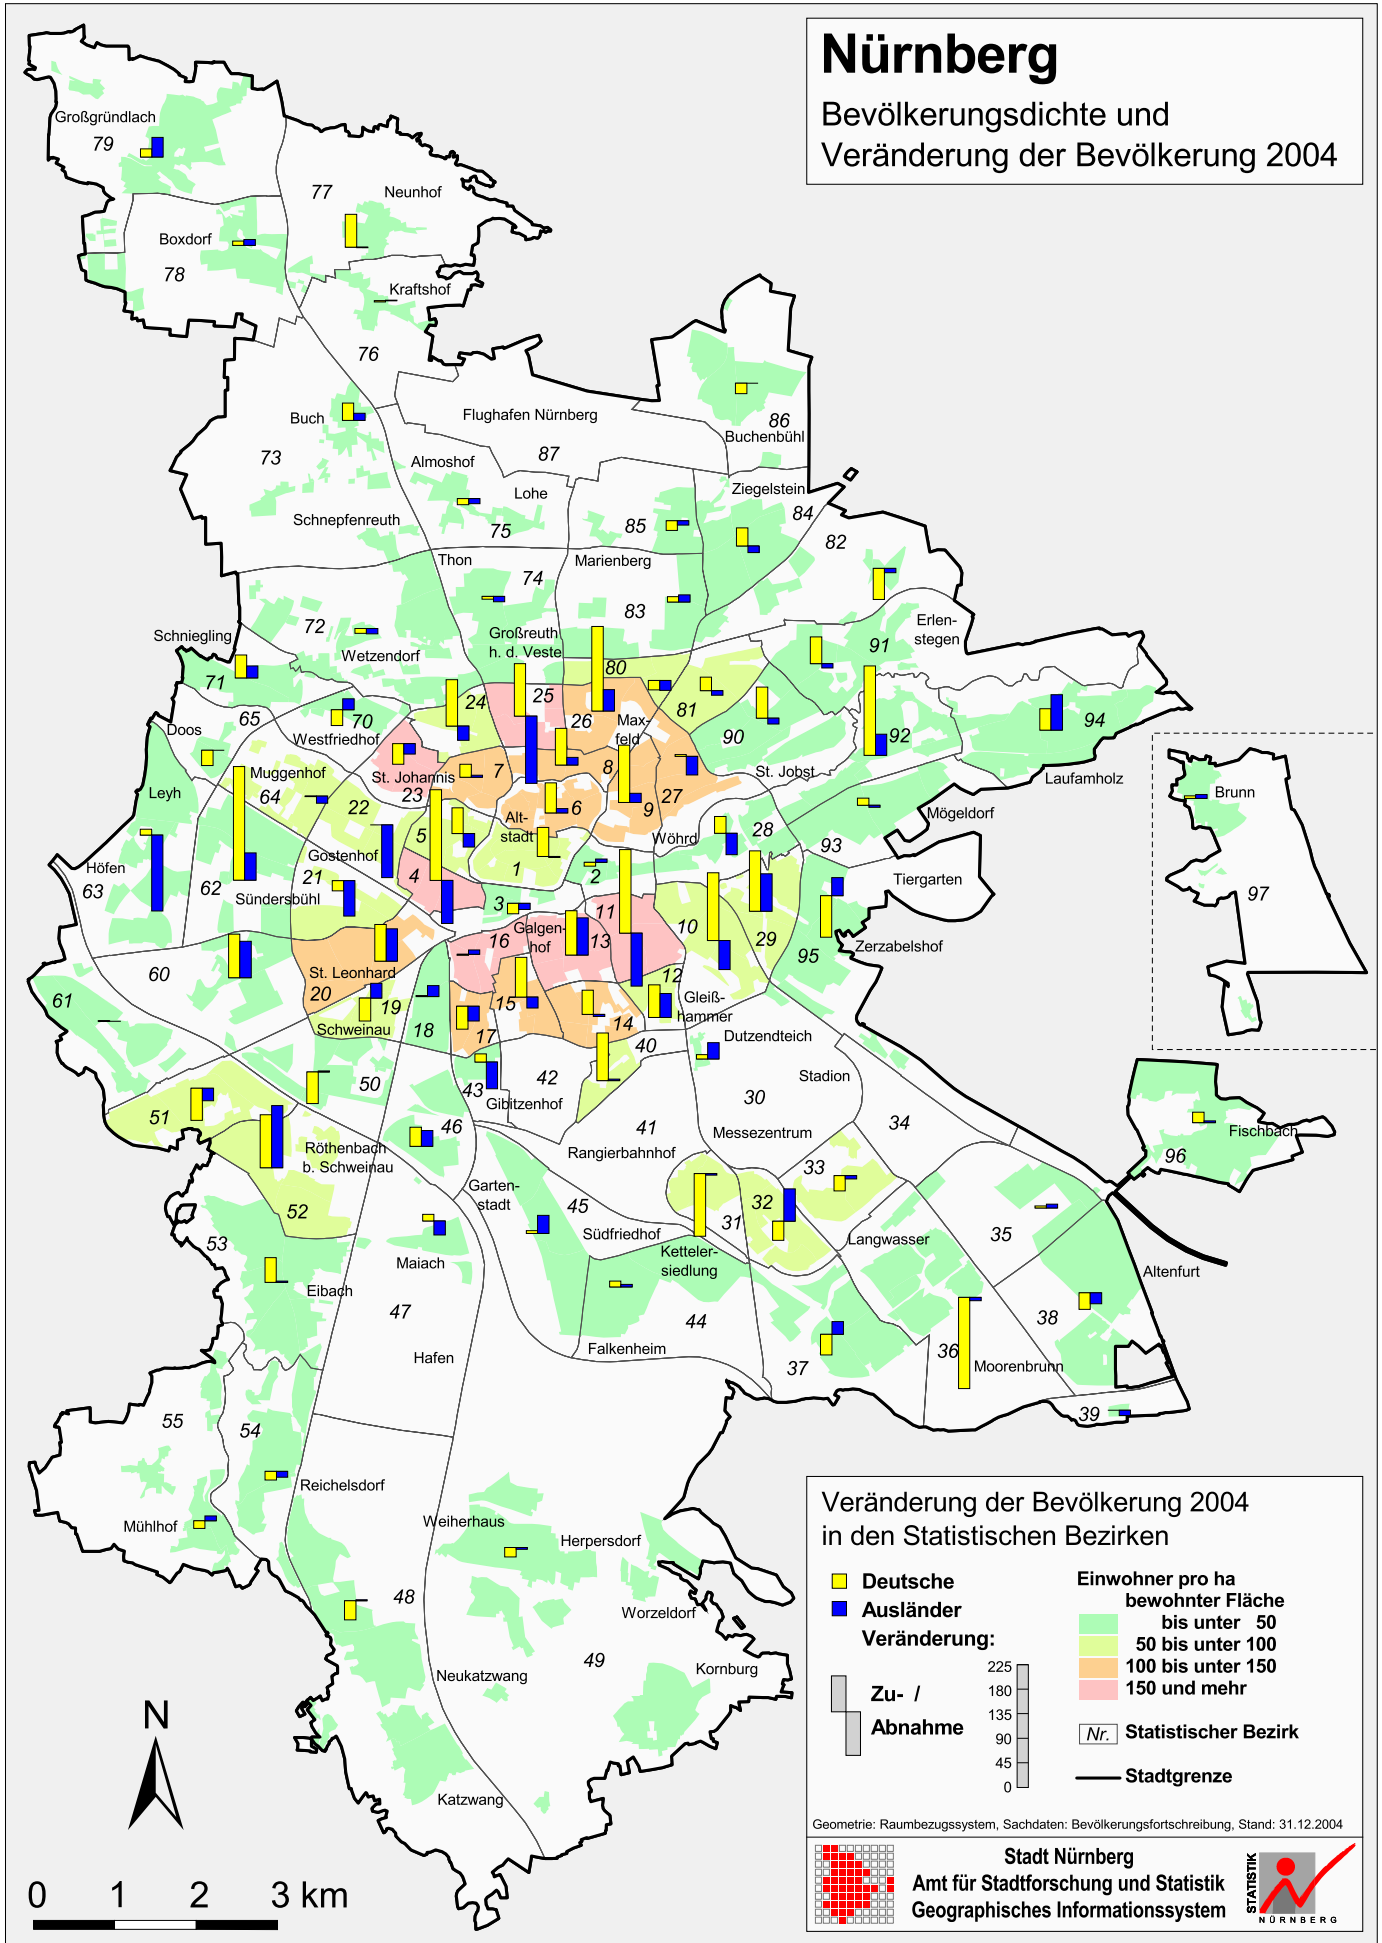 Nürnberg
Bevölkerungsdichte und
Veränderung der Bevölkerung 2004
Großgründlach
79
77
Neunhof
Boxdorf
78
Kraftshof
76
Buch
73
Flughafen Nürnberg
87
86
Buchenbühl
Almoshof
Lohe
75
Schnepfenreuth
85
Ziegelstein
84
82
Thon
74
Marienberg
83
72
Wetzendorf
Großreuth
h. d. Veste
Schniegling
71
Erlen-
stegen
91
80
81
24
25
26
Max-
feld
90
92
94
Laufamholz
65
70
Westfriedhof
Doos
St. Johannis
23
7
8
27
St. Jobst
Muggenhof
64
22
Leyh
Alt-
stadt
6
9
Mögeldorf
5
1
Wöhrd
28
93
Gostenhof
Höfen
63
62
21
Sündersbühl
4
2
3
Tiergarten
Brunn
97
11
10
29
Galgen-
hof
13
16
Zerzabelshof
95
60
St. Leonhard
20
19
Schweinau
18
15
12
Gleiß-
hammer
61
17
14
Dutzendteich
40
50
43
42
Gibitzenhof
Stadion
30
34
51
46
41
Rangierbahnhof
Messezentrum
Röthenbach
b. Schweinau
Fischbach
96
33
52
Garten-
stadt
45
Südfriedhof
31
32
Langwasser
35
53
Maiach
Ketteler-
siedlung
Eibach
Altenfurt
47
44
38
Hafen
Falkenheim
37
36
Moorenbrunn
39
55
54
Reichelsdorf
Mühlhof
Weiherhaus
Herpersdorf
48
Worzeldorf
49
Neukatzwang
Kornburg
Katzwang
N
0 1 2 3 km
Veränderung der Bevölkerung 2004
in den Statistischen Bezirken
Deutsche
Ausländer
Veränderung:
Zu- /
Abnahme
225
180
135
90
45
0
Einwohner pro ha
bewohnter Fläche
bis unter 50
50 bis unter 100
100 bis unter 150
150 und mehr
Nr. Statistischer Bezirk
Stadtgrenze
Geometrie: Raumbezugssystem, Sachdaten: Bevölkerungsfortschreibung, Stand: 31.12.2004
Stadt Nürnberg
Amt für Stadtforschung und Statistik
Geographisches Informationssystem
STATISTIK
NÜRNBERG